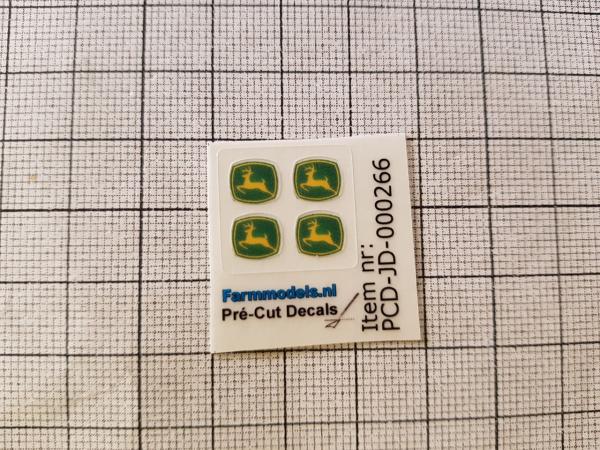 Farmmodels.nl
Pré-Cut Decals
Item nr:
PCD-JD-000266